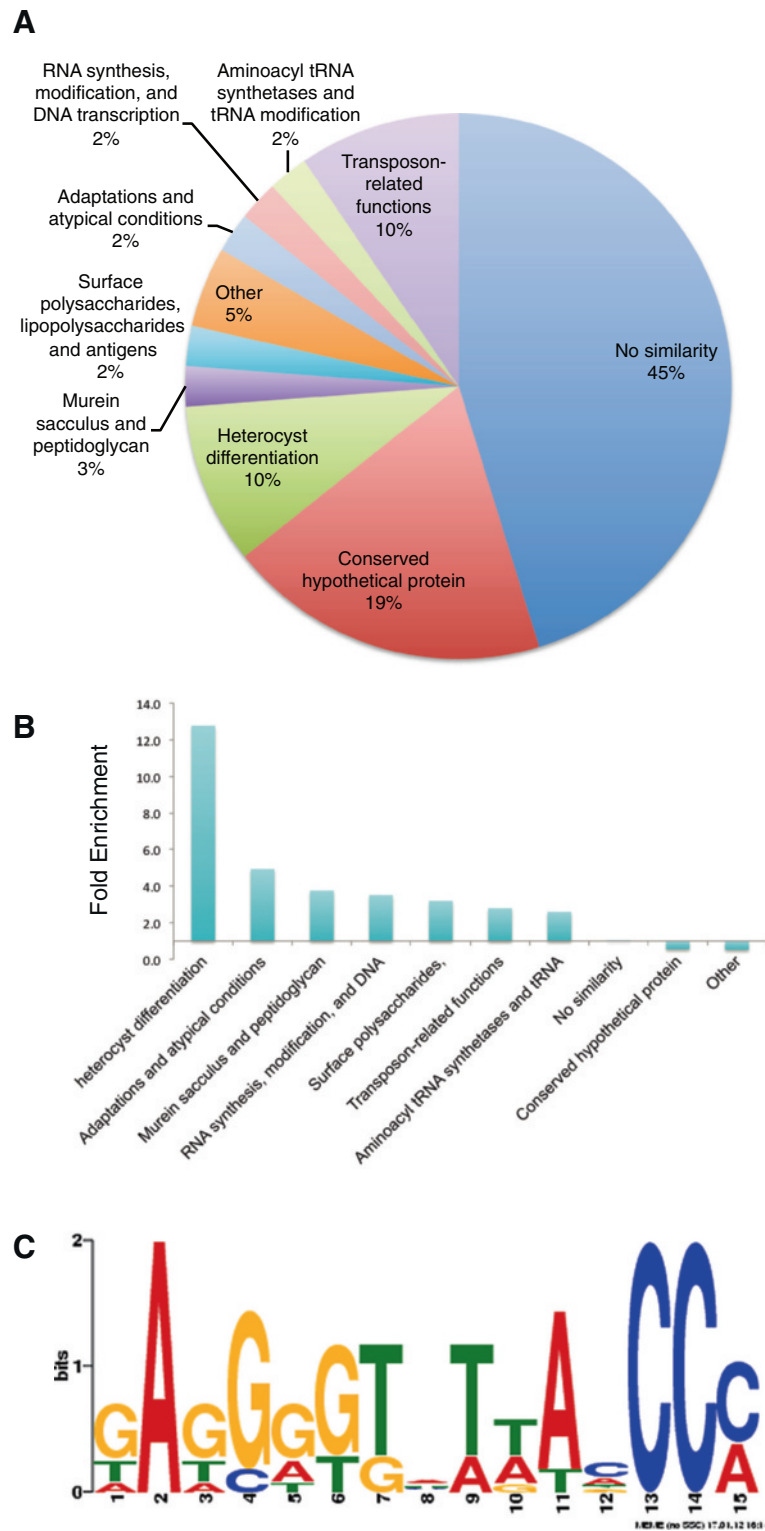 A
RNA synthesis,
modification, and
DNA transcription
2%
Aminoacyl tRNA
synthetases and
tRNA modification
2%
Transposon-
related
functions
10%
Adaptations and
atypical conditions
2%
Surface
polysaccharides,
lipopolysaccharides
and antigens
2%
Other
5%
Murein
sacculus and
peptidoglycan
3%
Heterocyst
differentiation
10%
No similarity
45%
Conserved
hypothetical protein
19%
B
Fold Enrichment
14.0
12.0
10.0
8.0
6.0
4.0
2.0
0.0
heterocyst differentiation
Adaptations and atypical conditions
Murein sacculus and peptidoglycan
RNA synthesis, modification, and DNA
Surface polysaccharides,
Transposon-related functions
Aminoacyl tRNA synthetases and tRNA
No similarity
Conserved hypothetical protein
Other
C
bits
2
1
0
G A G G G G T T T A C C C C
T T C A T G A A T A A
A A T G
1 2 3 4 5 6 7 8 9 10 11 12 13 14 15
MEME (no SSC) 17.01.12